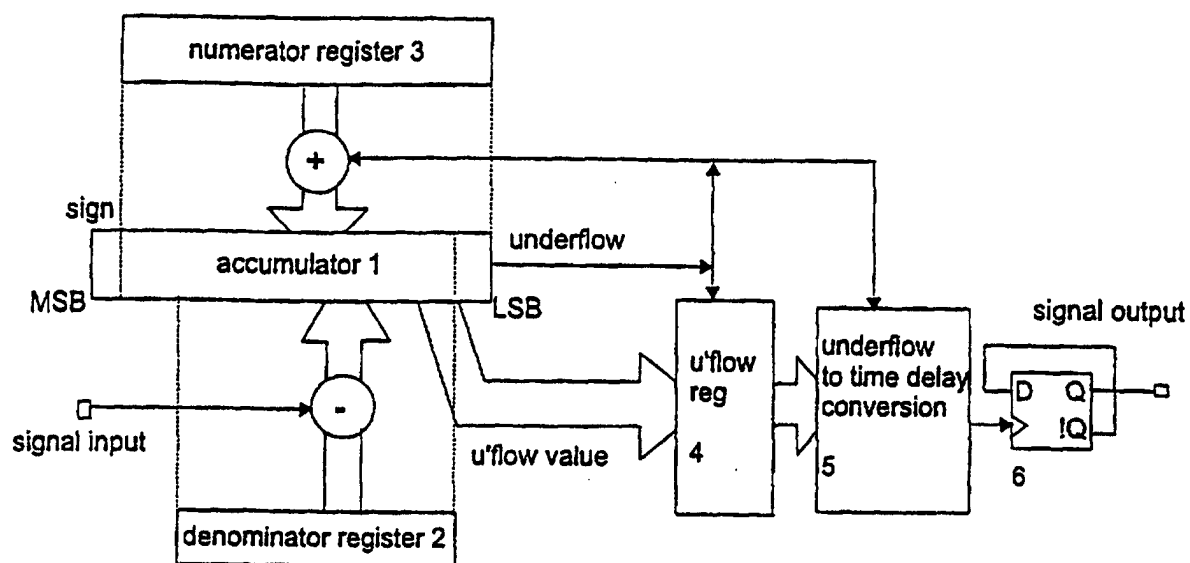 numerator register 3
+
sign
underflow
accumulator 1
MSB
LSB
signal output
u'flow
reg
underflow
to time delay
conversion
D Q
!Q
-
signal input
u'flow value
4
5
6
denominator register 2